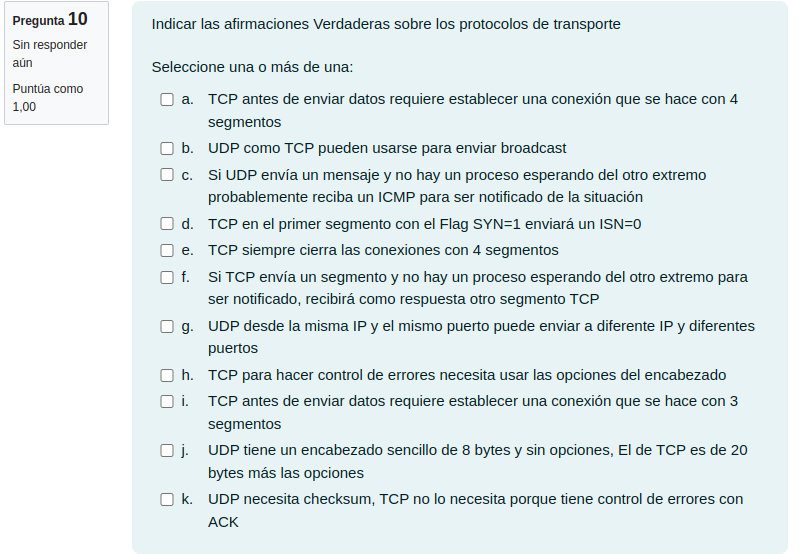 Pregunta 10
Sin responder
aún
Puntúa como
1,00
Indicar las afirmaciones Verdaderas sobre los protocolos de transporte
Seleccione una o más de una:
a. TCP antes de enviar datos requiere establecer una conexión que se hace con 4
segmentos
b. UDP como TCP pueden usarse para enviar broadcast
c. Si UDP envía un mensaje y no hay un proceso esperando del otro extremo
probablemente reciba un ICMP para ser notificado de la situación
d. TCP en el primer segmento con el Flag SYN=1 enviará un ISN=0
e. TCP siempre cierra las conexiones con 4 segmentos
f. Si TCP envía un segmento y no hay un proceso esperando del otro extremo para
ser notificado, recibirá como respuesta otro segmento TCP
g. UDP desde la misma IP y el mismo puerto puede enviar a diferente IP y diferentes
puertos
h. TCP para hacer control de errores necesita usar las opciones del encabezado
i. TCP antes de enviar datos requiere establecer una conexión que se hace con 3
segmentos
j. UDP tiene un encabezado sencillo de 8 bytes y sin opciones, El de TCP es de 20
bytes más las opciones
k. UDP necesita checksum, TCP no lo necesita porque tiene control de errores con
ACK